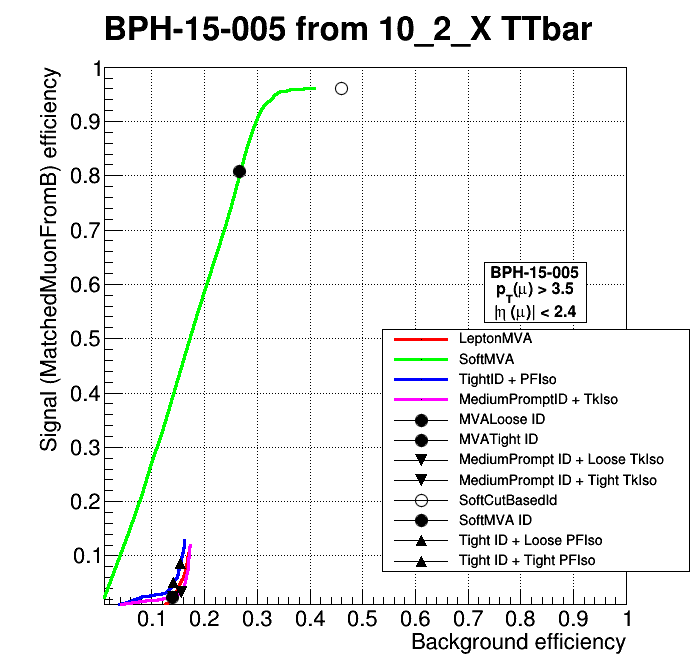 BPH-15-005 from 10_2_X TTbar
Signal (MatchedMuonFromB) efficiency
1
0.9
0.8
0.7
0.6
0.5
0.4
0.3
0.2
0.1
BPH-15-005
p_T(μ) > 3.5
|η (μ)| < 2.4
LeptonMVA
SoftMVA
TightID + PFIso
MediumPromptID + TkIso
MVALoose ID
MVATight ID
MediumPrompt ID + Loose TkIso
MediumPrompt ID + Tight TkIso
SoftCutBasedId
SoftMVA ID
Tight ID + Loose PFIso
Tight ID + Tight PFIso
0.1 0.2 0.3 0.4 0.5 0.6 0.7 0.8 0.9 1
Background efficiency